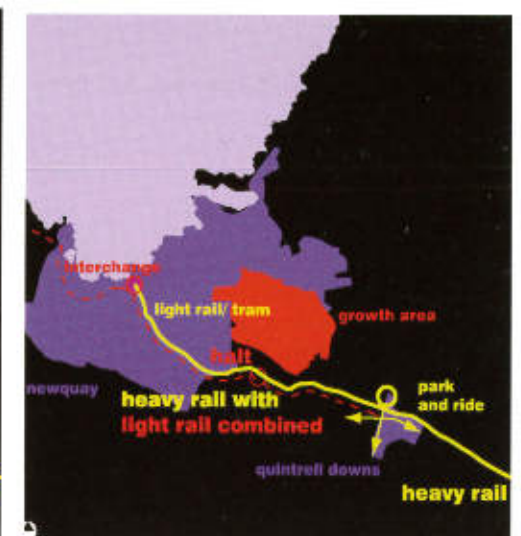 interchange
light rail/ tram
growth area
halt
newquay
heavy rail with
light rail combined
park
and ride
quintrell downs
heavy rail